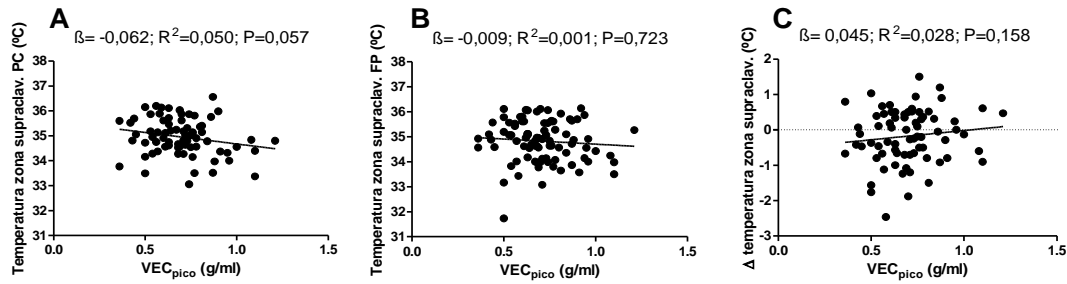 A
ß= -0,062; R²=0,050; P=0,057
Temperatura zona supraclav. PC (ºC)
38
37
36
35
34
33
32
31
0.0
0.5
1.0
1.5
VECpico (g/ml)
B
ß= -0,009; R²=0,001; P=0,723
Temperatura zona supraclav. FP (ºC)
38
37
36
35
34
33
32
31
0.0
0.5
1.0
1.5
VECpico (g/ml)
C
ß= 0,045; R²=0,028; P=0,158
Δ temperatura zona supraclav. (ºC)
2
1
0
-1
-2
-3
0.0
0.5
1.0
1.5
VECpico (g/ml)